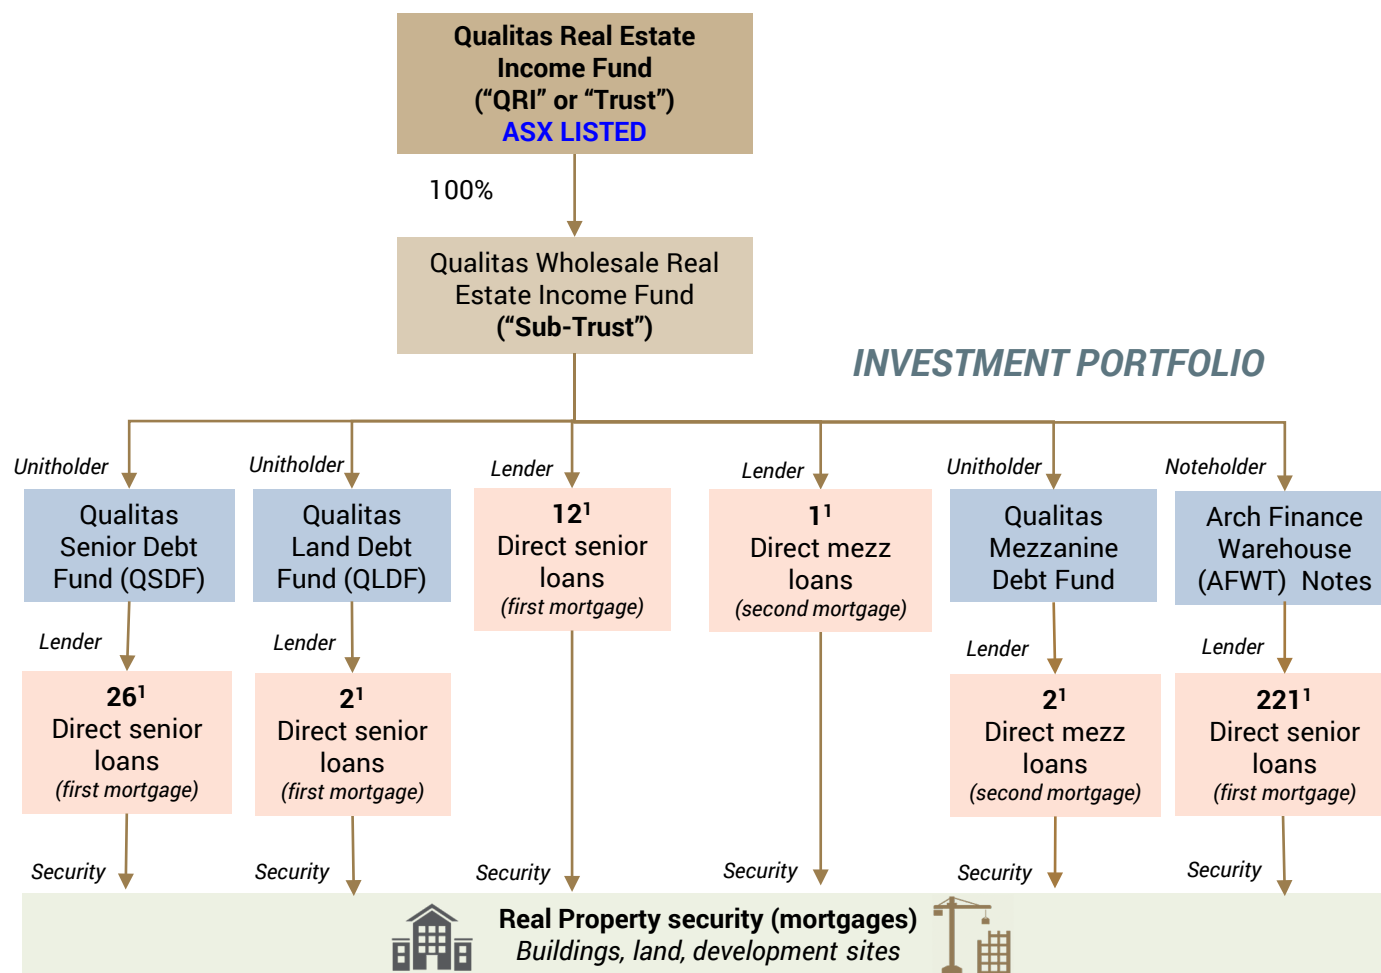 Qualitas Real Estate
Income Fund
(“QRI” or “Trust”)
ASX LISTED
100%
Qualitas Wholesale Real
Estate Income Fund
(“Sub-Trust”)
INVESTMENT PORTFOLIO
Unitholder
Unitholder
Lender
Lender
Unitholder
Noteholder
Qualitas
Senior Debt
Fund (QSDF)
Qualitas
Land Debt
Fund (QLDF)
12¹
Direct senior
loans
(first mortgage)
1¹
Direct mezz
loans
(second mortgage)
Qualitas
Mezzanine
Debt Fund
Arch Finance
Warehouse
(AFWT) Notes
Lender
Lender
Lender
Lender
26¹
Direct senior
loans
(first mortgage)
2¹
Direct senior
loans
(first mortgage)
2¹
Direct mezz
loans
(second mortgage)
221¹
Direct senior
loans
(first mortgage)
Security
Security
Security
Security
Security
Security
Real Property security (mortgages)
Buildings, land, development sites